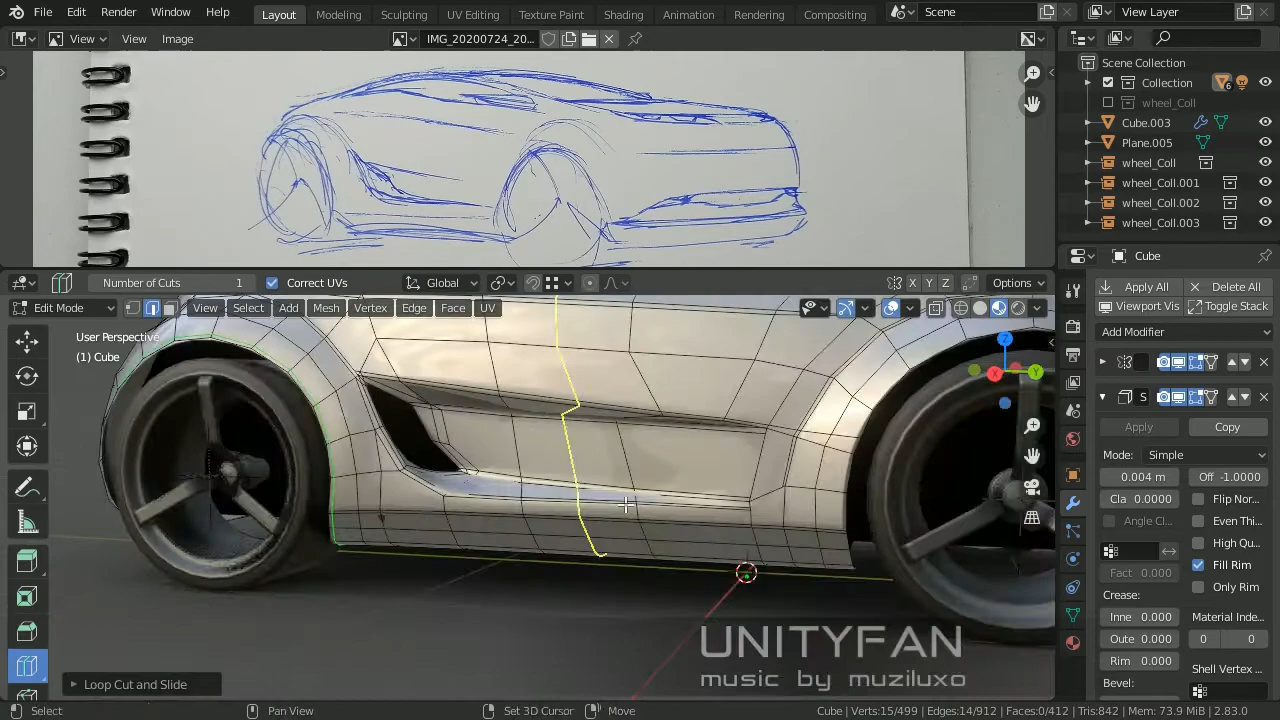 File Edit Render Window Help Layout Modeling Sculpting UV Editing Texture Paint Shading Animation Rendering Compositing Scene View Layer
View View Image IMG_20200724_20...
Scene Collection
Collection 6
wheel_Coll
Cube.003
Plane.005
wheel_Coll
wheel_Coll.001
wheel_Coll.002
wheel_Coll.003
Number of Cuts 1 Correct UVs Global X Y Z Options
Edit Mode View Select Add Mesh Vertex Edge Face UV
User Perspective
(1) Cube
Z
X
Y
Cube
Apply All Delete All
Viewport Vis Toggle Stack
Add Modifier
S
Apply Copy
Mode: Simple
0.004 m Off -1.0000
Cla 0.0000 Flip Nor...
Angle Cl... Even Thi...
High Qu...
Fact 0.000 Fill Rim
Only Rim
Crease:
Inne 0.000 Material Inde...
Oute 0.000 0 0
Rim 0.000
Shell Vertex ...
Bevel:
UNITYFAN
music by muziluxo
Loop Cut and Slide
Select Pan View Set 3D Cursor Move Cube | Verts:15/499 | Edges:14/912 | Faces:0/412 | Tris:842 | Mem: 73.9 MiB | 2.83.0